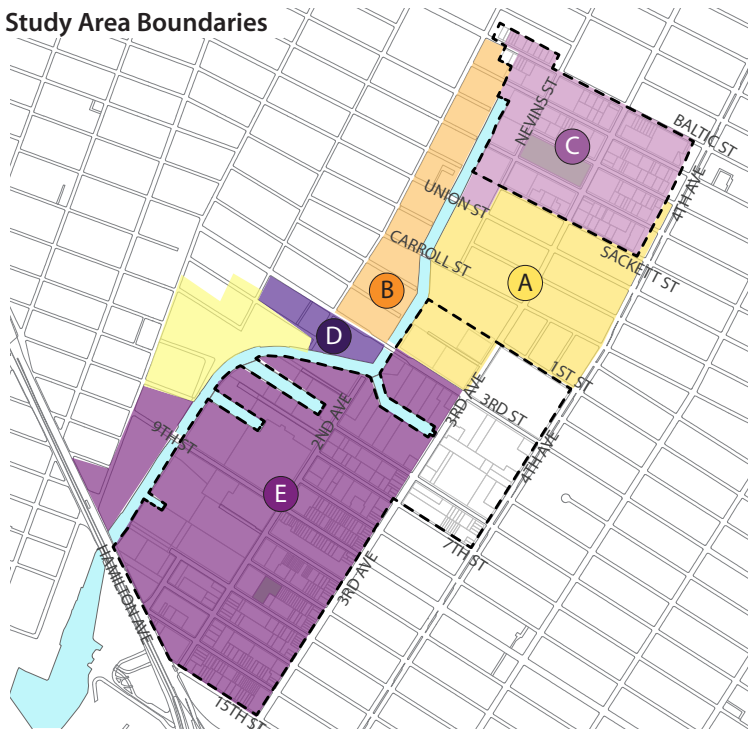 Study Area Boundaries
BALTIC ST
NEVINS ST
C
4TH AVE
UNION ST
CARROLL ST
SACKETT ST
A
B
D
1ST ST
3RD AVE
3RD ST
2ND AVE
9TH ST
4TH AVE
E
7TH ST
HAMILTON AVE
3RD AVE
15TH ST